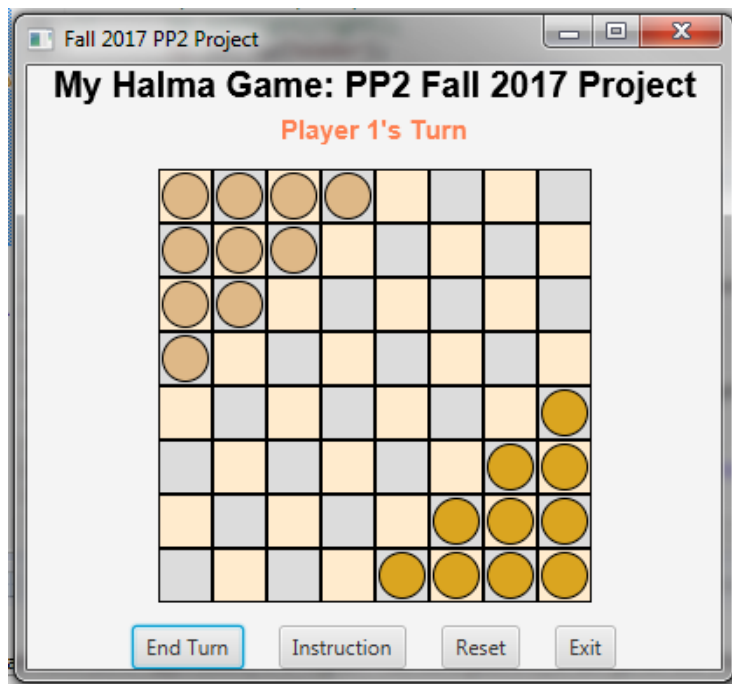 Fall 2017 PP2 Project
My Halma Game: PP2 Fall 2017 Project
Player 1's Turn
End Turn Instruction Reset Exit